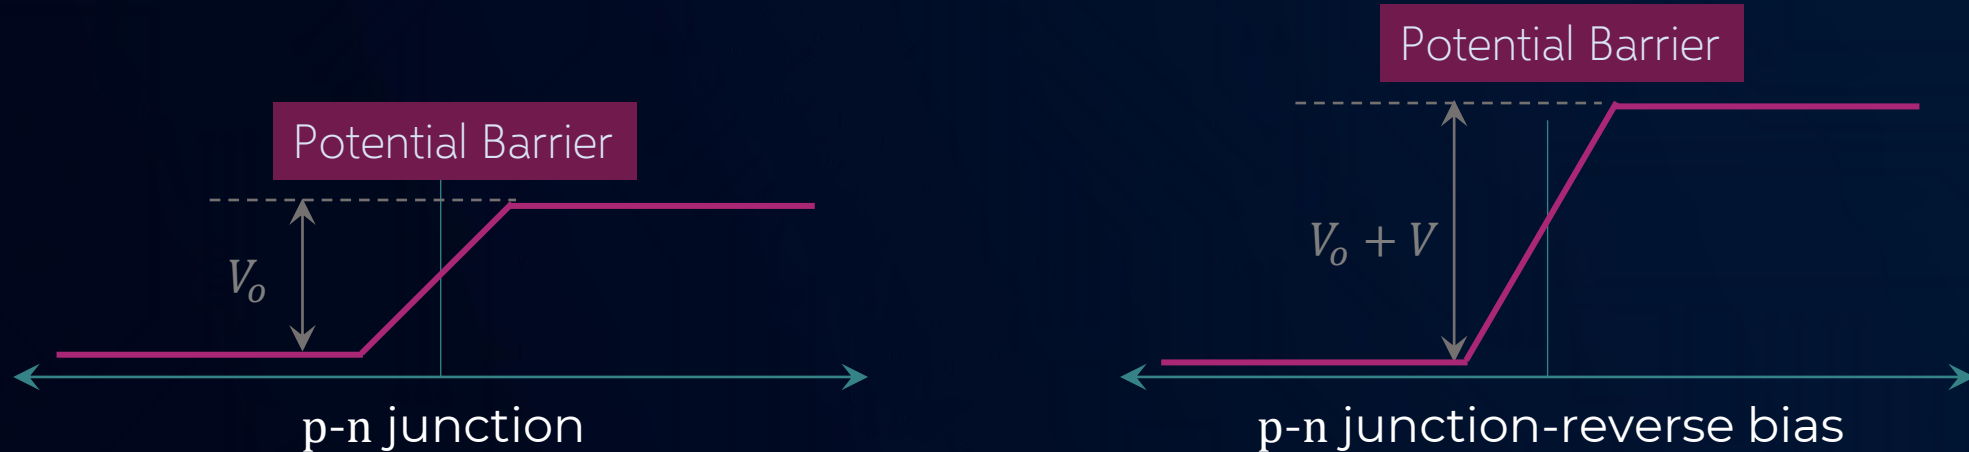 Potential Barrier
V_o
p-n junction
Potential Barrier
V_o + V
p-n junction-reverse bias